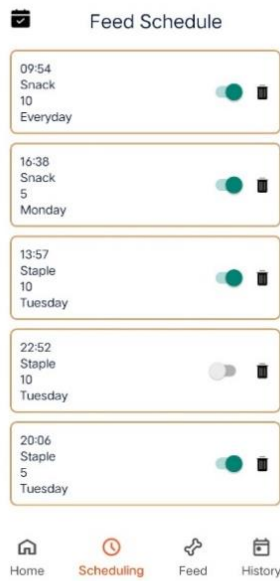 Feed Schedule
09:54
Snack
10
Everyday
16:38
Snack
5
Monday
13:57
Staple
10
Tuesday
22:52
Staple
10
Tuesday
20:06
Staple
5
Tuesday
Home Scheduling Feed History